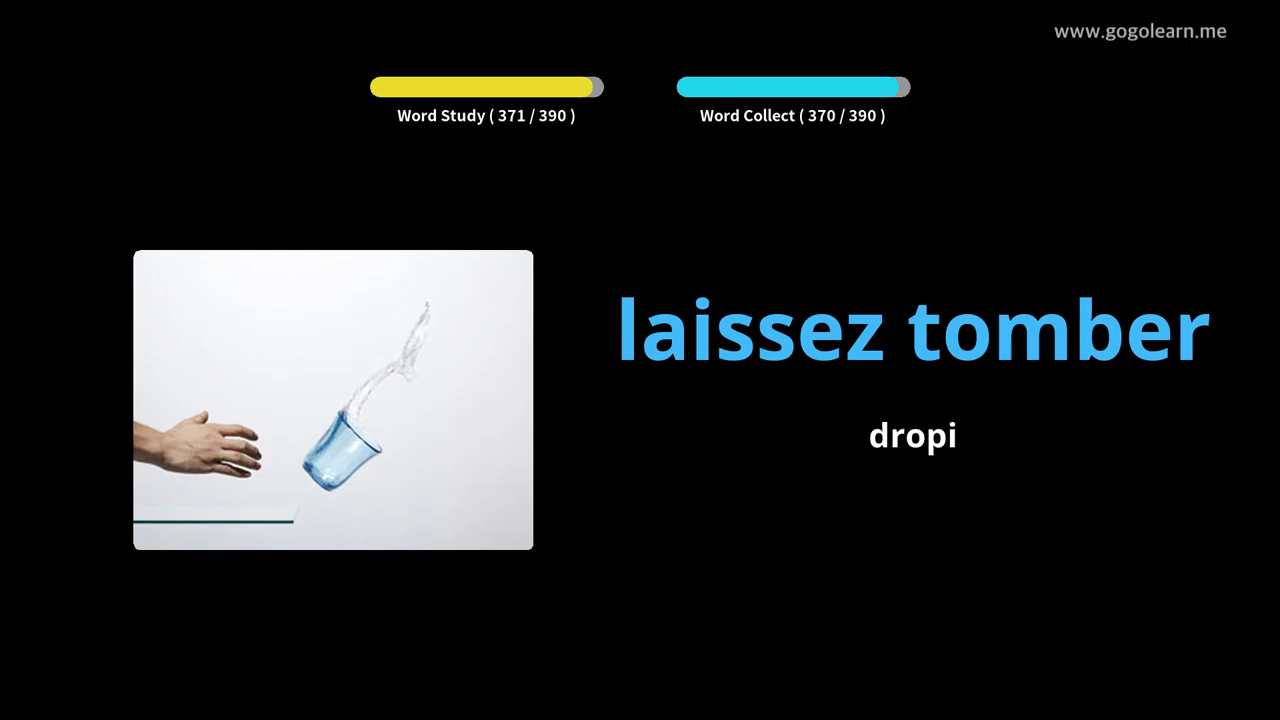 www.gogolearn.me
Word Study ( 371 / 390 )
Word Collect ( 370 / 390 )
laissez tomber
dropi